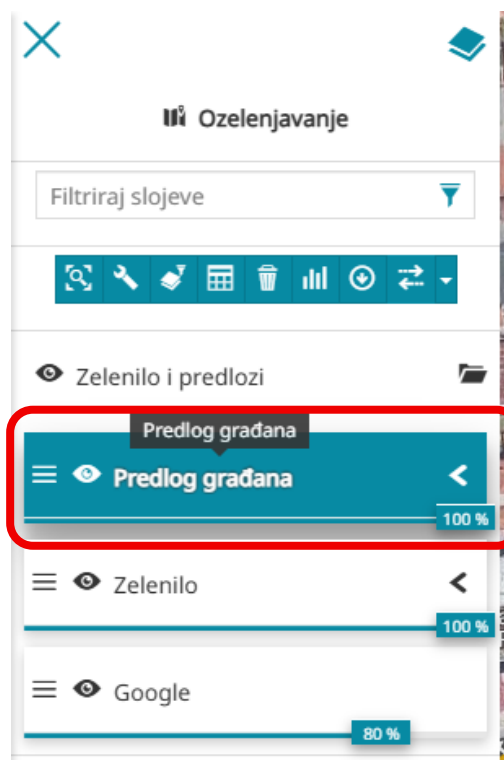 Ozelenjavanje
Filtriraj slojeve
Zelenilo i predlozi
Predlog građana
Predlog građana
100 %
Zelenilo
100 %
Google
80 %